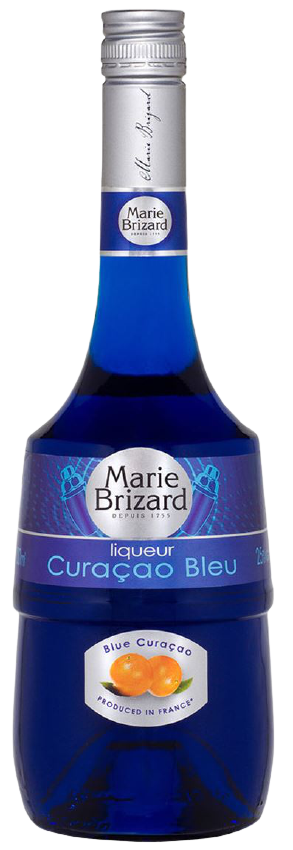 Marie Brizard
Marie
Brizard
DEPUIS 1755
Marie
Brizard
DEPUIS 1755
liqueur
Curaçao Bleu
Blue Curaçao
PRODUCED IN FRANCE*